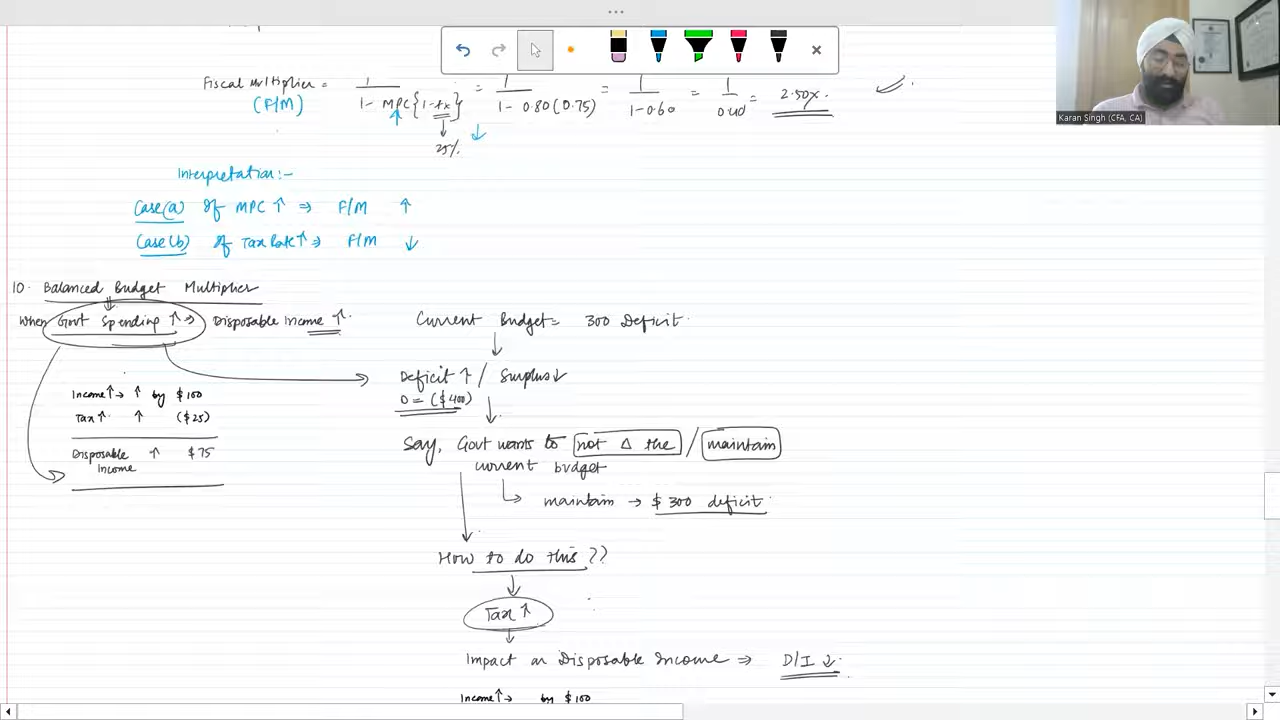 Fiscal Multiplier = 1 / 1 - MPC{1-tx} = 1 / 1 - 0.80(0.75) = 1 / 1-0.60 = 1 / 0.40 = 2.50x.
(F/M) ↑ ↓ ↓
25%
Interpretation:-
Case(a) If MPC ↑ ⇒ F/M ↑
Case(b) If Tax Rate ↑ ⇒ F/M ↓
10. Balanced Budget Multiplier
When Govt Spending ↑ ⇒ Disposable Income ↑.
Income ↑ → ↑ by $100
Tax ↑ ↑ ($25)
Disposable Income ↑ $75
Current Budget = 300 Deficit.
Deficit ↑ / Surplus ↓
D = ($400)
Say, Govt wants to not Δ the / maintain
current budget
maintain → $300 deficit.
How to do this ??
Tax ↑
Impact on Disposable Income ⇒ D/I ↓.
Income ↑ → by $100
Karan Singh (CFA, CA)